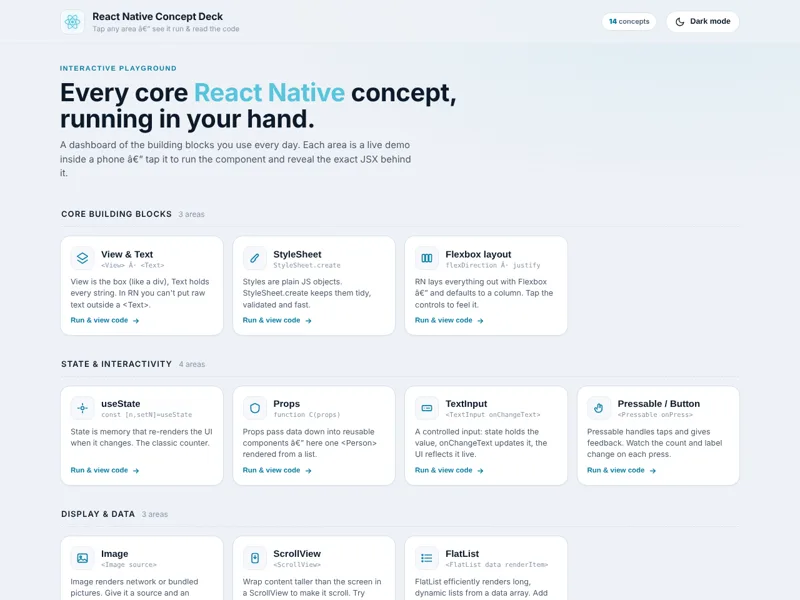 React Native Concept Deck
Tap any area â€” see it run & read the code
14 concepts
Dark mode
INTERACTIVE PLAYGROUND
Every core React Native concept,
running in your hand.
A dashboard of the building blocks you use every day. Each area is a live demo
inside a phone â€” tap it to run the component and reveal the exact JSX behind
it.
CORE BUILDING BLOCKS 3 areas
View & Text
<View> Â· <Text>
View is the box (like a div), Text holds
every string. In RN you can't put raw
text outside a <Text>.
Run & view code →
StyleSheet
StyleSheet.create
Styles are plain JS objects.
StyleSheet.create keeps them tidy,
validated and fast.
Run & view code →
Flexbox layout
flexDirection Â· justify
RN lays everything out with Flexbox
â€” and defaults to a column. Tap the
controls to feel it.
Run & view code →
STATE & INTERACTIVITY 4 areas
useState
const [n,setN]=useState
State is memory that re-renders the UI
when it changes. The classic counter.
Run & view code →
Props
function C(props)
Props pass data down into reusable
components â€” here one <Person>
rendered from a list.
Run & view code →
TextInput
<TextInput onChangeText>
A controlled input: state holds the
value, onChangeText updates it, the
UI reflects it live.
Run & view code →
Pressable / Button
<Pressable onPress>
Pressable handles taps and gives
feedback. Watch the count and label
change on each press.
Run & view code →
DISPLAY & DATA 3 areas
Image
<Image source>
Image renders network or bundled
pictures. Give it a source and an
ScrollView
<ScrollView>
Wrap content taller than the screen in
a ScrollView to make it scroll. Try
FlatList
<FlatList data renderItem>
FlatList efficiently renders long,
dynamic lists from a data array. Add